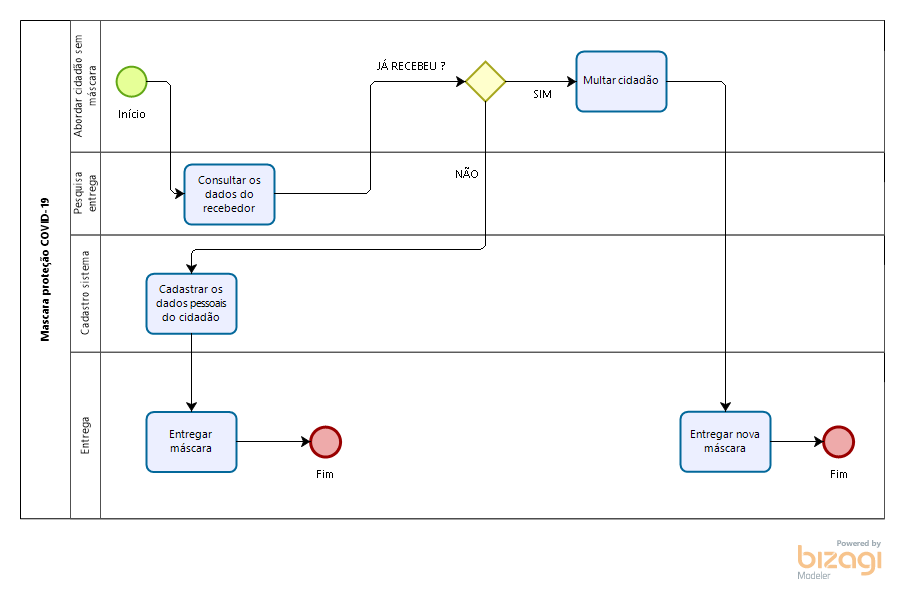 Mascara proteção COVID-19
Abordar cidadão sem
máscara
Início
JÁ RECEBEU ?
SIM
Multar cidadão
Pesquisa
entrega
Consultar os
dados do
recebedor
NÃO
Cadastro sistema
Cadastrar os
dados pessoais
do cidadão
Entrega
Entregar
máscara
Fim
Entregar nova
máscara
Fim
Powered by
bizagi
Modeler